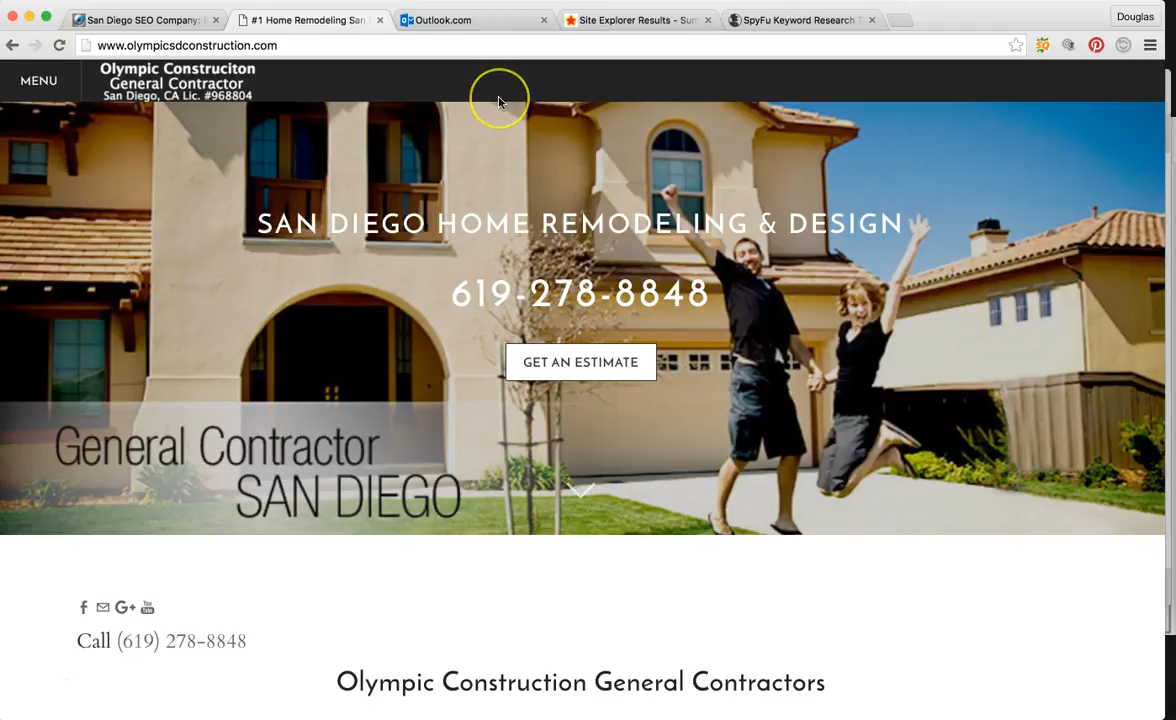 San Diego SEO Company:
#1 Home Remodeling San
Outlook.com
Site Explorer Results - Sum
SpyFu Keyword Research T
Douglas
www.olympicsdconstruction.com
MENU
Olympic Construciton
General Contractor
San Diego, CA Lic. #968804
SAN DIEGO HOME REMODELING & DESIGN
619-278-8848
GET AN ESTIMATE
General Contractor
SAN DIEGO
Call (619) 278-8848
Olympic Construction General Contractors